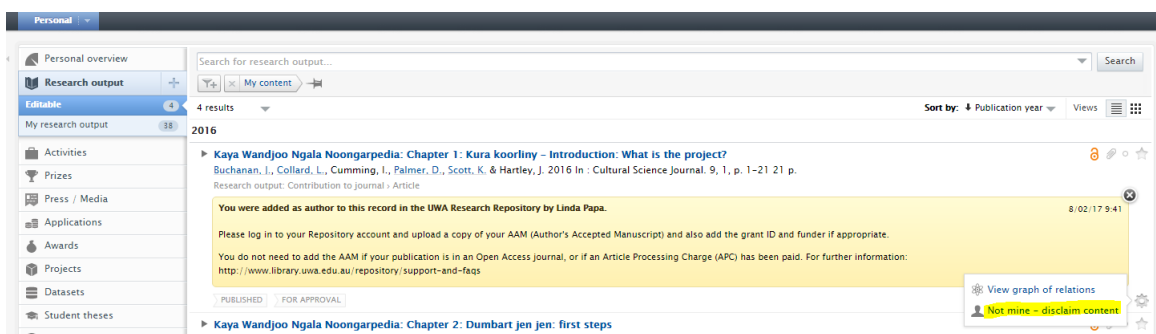 Personal
Personal overview
Search for research output...
Search
Research output
My content
Editable 4
4 results
Sort by: Publication year
Views
My research output 38
2016
Activities
Prizes
Press / Media
Applications
Awards
Projects
Datasets
Student theses
Kaya Wandjoo Ngala Noongarpedia: Chapter 1: Kura koorliny – Introduction: What is the project?
Buchanan, J., Collard, L., Cumming, I., Palmer, D., Scott, K. & Hartley, J. 2016 In : Cultural Science Journal. 9, 1, p. 1-21 21 p.
Research output: Contribution to journal › Article
You were added as author to this record in the UWA Research Repository by Linda Papa.
8/02/17 9:41
Please log in to your Repository account and upload a copy of your AAM (Author's Accepted Manuscript) and also add the grant ID and funder if appropriate.
You do not need to add the AAM if your publication is in an Open Access journal, or if an Article Processing Charge (APC) has been paid. For further information:
http://www.library.uwa.edu.au/repository/support-and-faqs
PUBLISHED FOR APPROVAL
View graph of relations
Not mine – disclaim content
Kaya Wandjoo Ngala Noongarpedia: Chapter 2: Dumbart jen jen: first steps